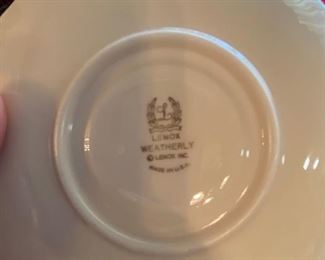 L
LENOX
WEATHERLY
© LENOX INC.
MADE IN U.S.A.